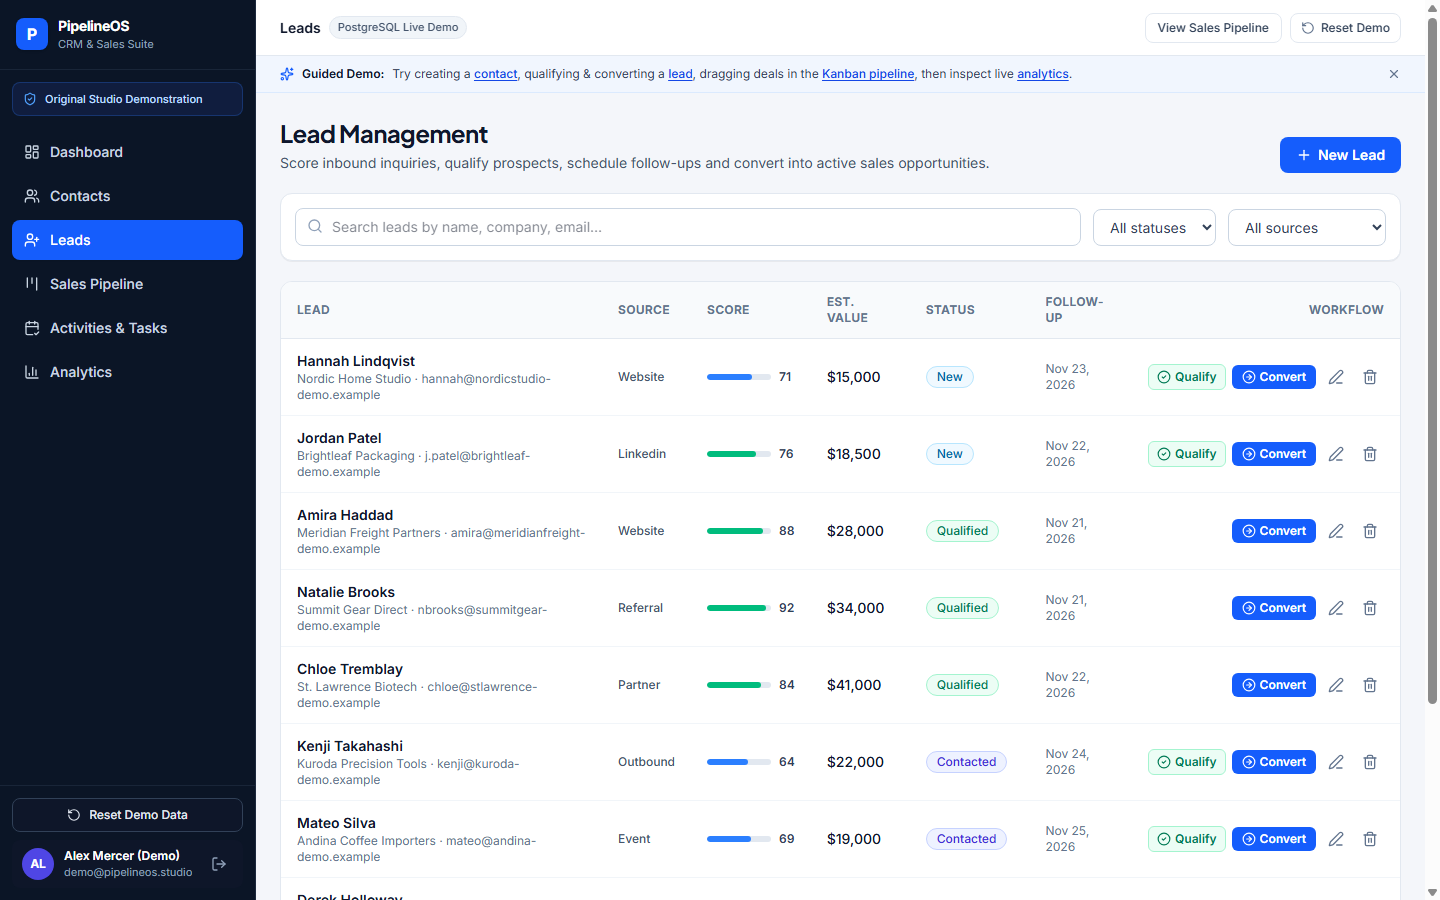 P
PipelineOS
CRM & Sales Suite
Original Studio Demonstration
Dashboard
Contacts
Leads
Sales Pipeline
Activities & Tasks
Analytics
Reset Demo Data
AL
Alex Mercer (Demo)
demo@pipelineos.studio
Leads
PostgreSQL Live Demo
View Sales Pipeline
Reset Demo
Guided Demo: Try creating a contact, qualifying & converting a lead, dragging deals in the Kanban pipeline, then inspect live analytics.
Lead Management
Score inbound inquiries, qualify prospects, schedule follow-ups and convert into active sales opportunities.
New Lead
Search leads by name, company, email...
All statuses
All sources
LEAD SOURCE SCORE EST. VALUE STATUS FOLLOW-UP WORKFLOW
Hannah Lindqvist
Nordic Home Studio · hannah@nordicstudio-
demo.example
Website 71 $15,000 New Nov 23, 2026 Qualify Convert
Jordan Patel
Brightleaf Packaging · j.patel@brightleaf-
demo.example
Linkedin 76 $18,500 New Nov 22, 2026 Qualify Convert
Amira Haddad
Meridian Freight Partners · amira@meridianfreight-
demo.example
Website 88 $28,000 Qualified Nov 21, 2026 Convert
Natalie Brooks
Summit Gear Direct · nbrooks@summitgear-
demo.example
Referral 92 $34,000 Qualified Nov 21, 2026 Convert
Chloe Tremblay
St. Lawrence Biotech · chloe@stlawrence-
demo.example
Partner 84 $41,000 Qualified Nov 22, 2026 Convert
Kenji Takahashi
Kuroda Precision Tools · kenji@kuroda-
demo.example
Outbound 64 $22,000 Contacted Nov 24, 2026 Qualify Convert
Mateo Silva
Andina Coffee Importers · mateo@andina-
demo.example
Event 69 $19,000 Contacted Nov 25, 2026 Qualify Convert